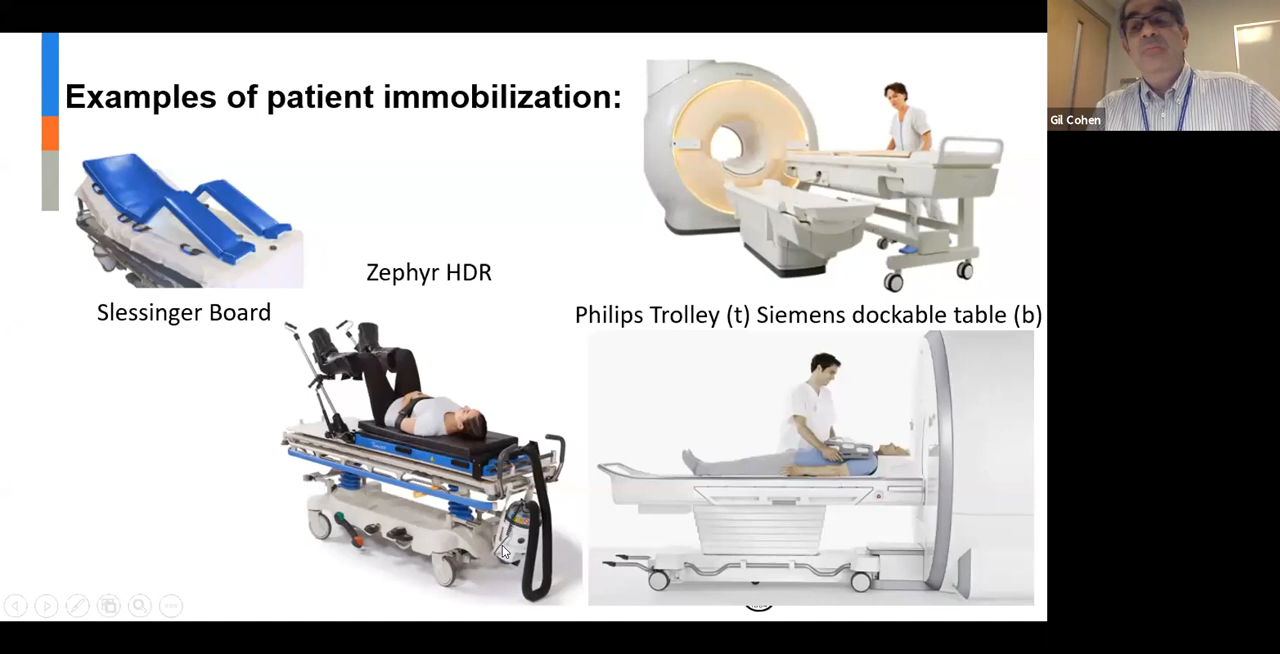 Examples of patient immobilization:
Zephyr HDR
Slessinger Board
Philips Trolley (t) Siemens dockable table (b)
Gil Cohen